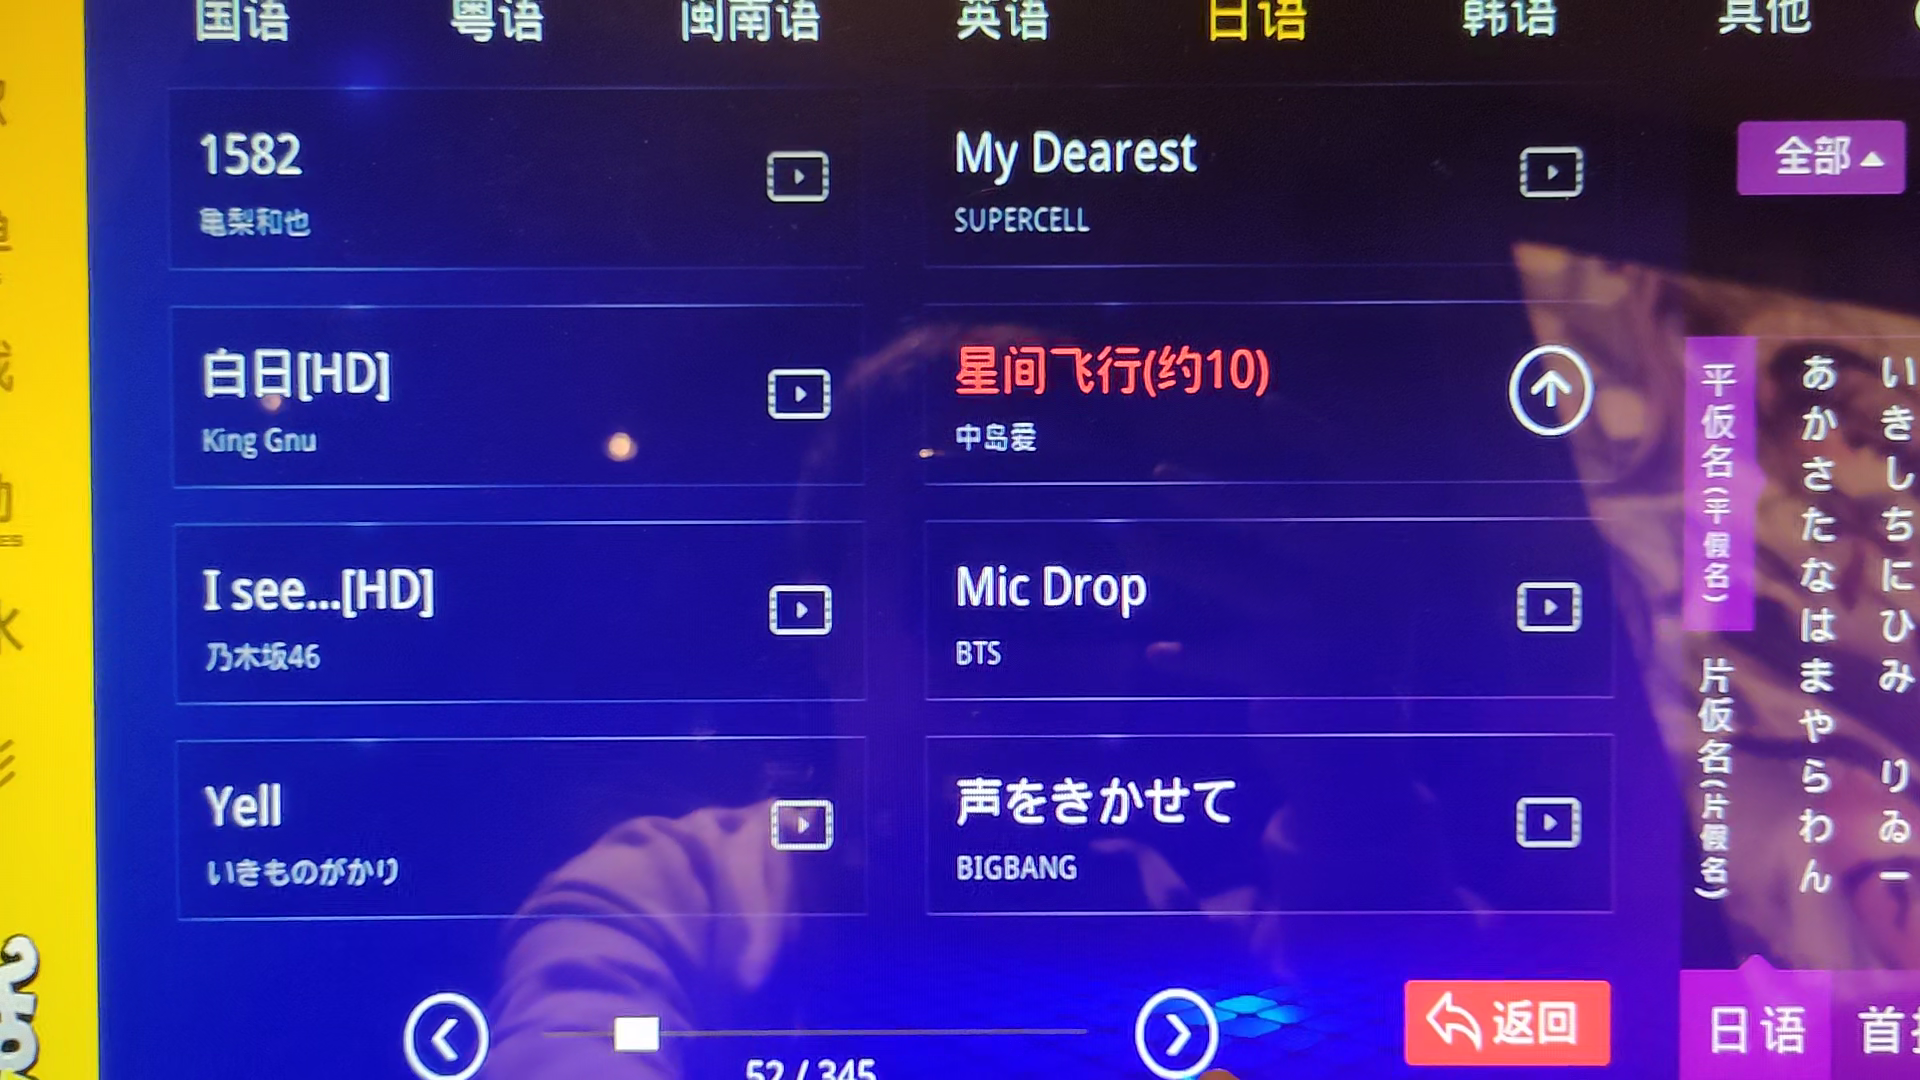 国语 粤语 闽南语 英语 日语 韩语 其他
1582
亀梨和也
My Dearest
SUPERCELL
全部
白日[HD]
King Gnu
星间飞行(约10)
中岛爱
I see...[HD]
乃木坂46
Mic Drop
BTS
Yell
いきものがかり
声をきかせて
BIGBANG
平仮名(平假名)
片仮名(片假名)
あかさたなはまやらわん
いきしちにひみ りゐー
52 / 345
返回
日语
首